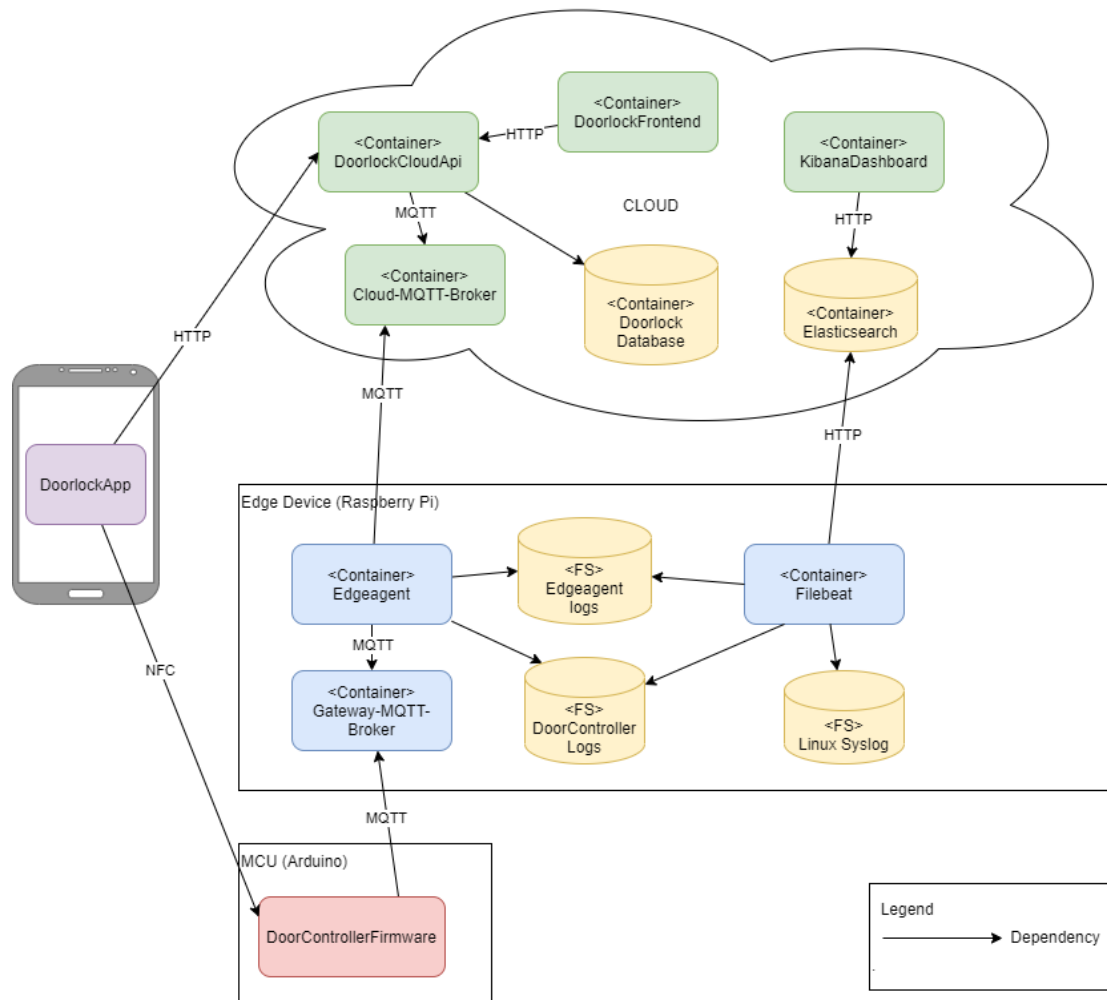 <Container>
DoorlockFrontend
<Container>
DoorlockCloudApi
HTTP
<Container>
KibanaDashboard
MQTT
CLOUD
HTTP
<Container>
Cloud-MQTT-Broker
<Container>
Doorlock
Database
<Container>
Elasticsearch
HTTP
MQTT
HTTP
DoorlockApp
Edge Device (Raspberry Pi)
<Container>
Edgeagent
<FS>
Edgeagent
logs
<Container>
Filebeat
MQTT
NFC
<Container>
Gateway-MQTT-
Broker
<FS>
DoorController
Logs
<FS>
Linux Syslog
MQTT
MCU (Arduino)
DoorControllerFirmware
Legend
Dependency
.